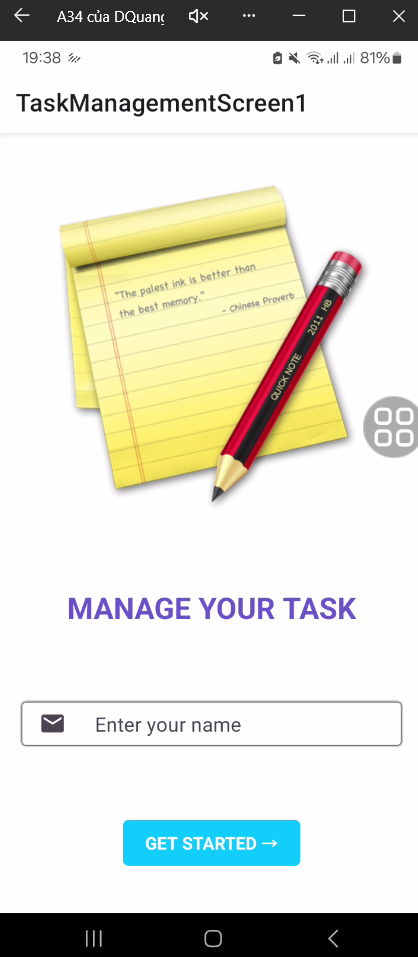 A34 của DQuang
19:38
81%
TaskManagementScreen1
"The palest ink is better than
the best memory."
- Chinese Proverb
QUICK NOTE 2011 HB
MANAGE YOUR TASK
Enter your name
GET STARTED →